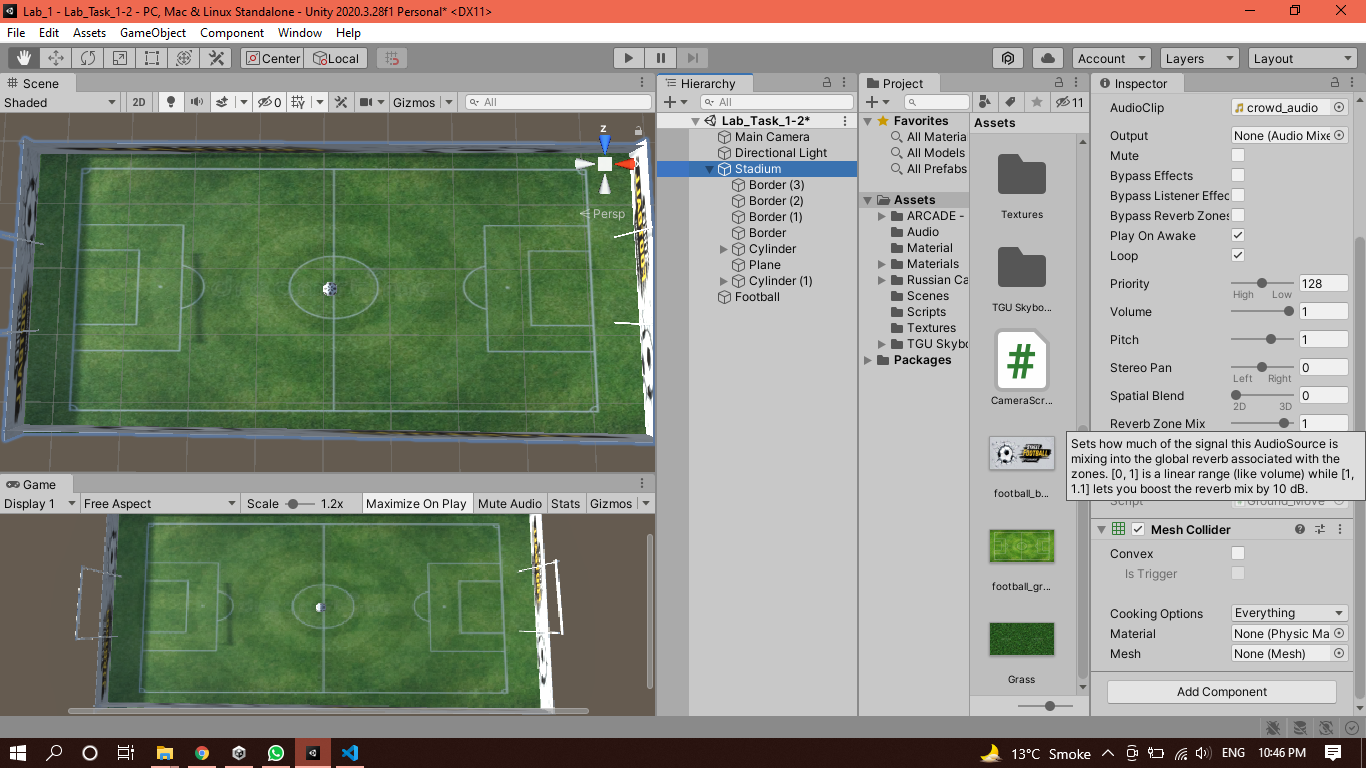 Lab_1 - Lab_Task_1-2 - PC, Mac & Linux Standalone - Unity 2020.3.28f1 Personal* <DX11>
File Edit Assets GameObject Component Window Help
Center Local Account Layers Layout
Scene
Shaded 2D 0 Gizmos All
z
Persp
Game
Display 1 Free Aspect Scale 1.2x Maximize On Play Mute Audio Stats Gizmos
Hierarchy
All
Lab_Task_1-2*
Main Camera
Directional Light
Stadium
Border (3)
Border (2)
Border (1)
Border
Cylinder
Plane
Cylinder (1)
Football
Project
11
Favorites
All Materia
All Models
All Prefabs
Assets
ARCADE -
Audio
Material
Materials
Russian Ca
Scenes
Scripts
Textures
TGU Skybo
Packages
Assets
Textures
TGU Skybo...
#
CameraScr...
FOOTBALL
football_b...
football_gr...
Grass
Inspector
AudioClip crowd_audio
Output None (Audio Mixe
Mute
Bypass Effects
Bypass Listener Effec
Bypass Reverb Zones
Play On Awake
Loop
Priority 128
High Low
Volume 1
Pitch 1
Stereo Pan 0
Left Right
Spatial Blend 0
2D 3D
Reverb Zone Mix 1
Sets how much of the signal this AudioSource is
mixing into the global reverb associated with the
zones. [0, 1] is a linear range (like volume) while [1,
1.1] lets you boost the reverb mix by 10 dB.
Script Ground_Move
Mesh Collider
Convex
Is Trigger
Cooking Options Everything
Material None (Physic Ma
Mesh None (Mesh)
Add Component
13°C Smoke ENG 10:46 PM